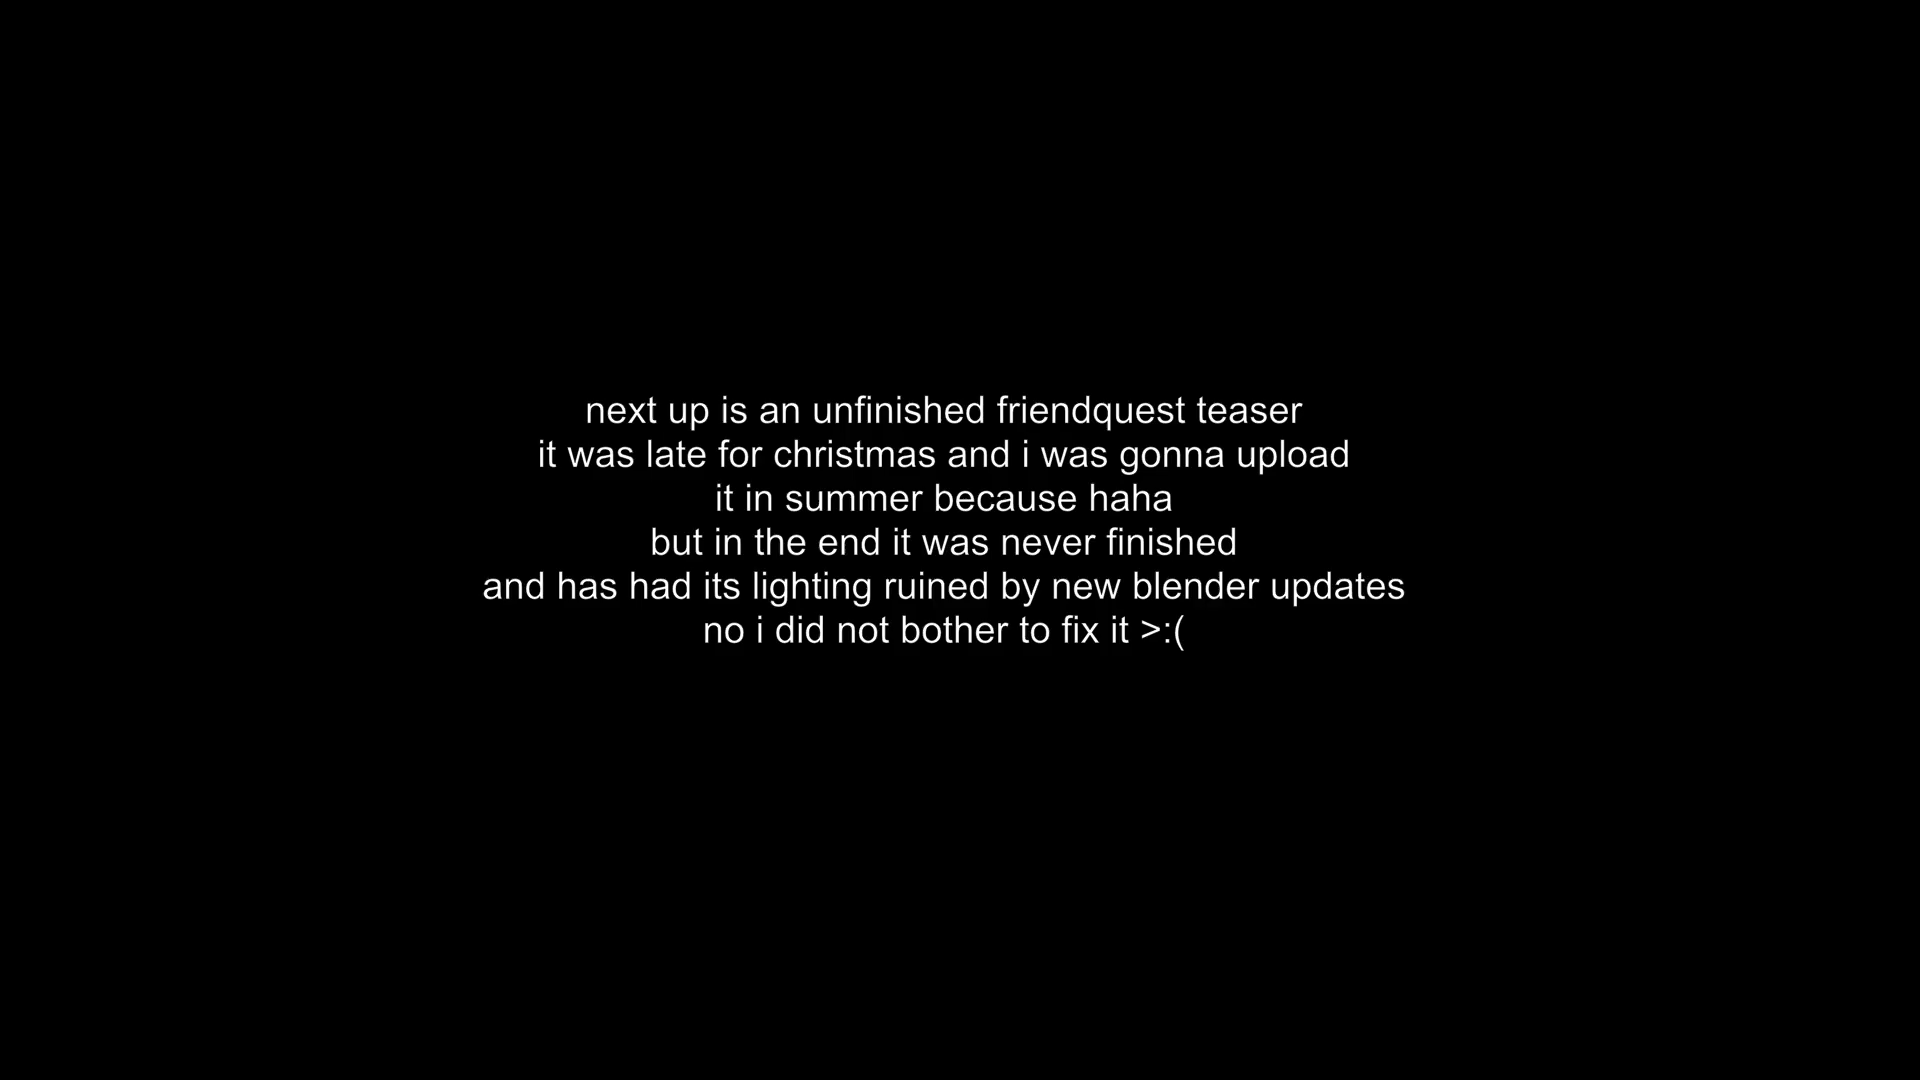 next up is an unfinished friendquest teaser
it was late for christmas and i was gonna upload
it in summer because haha
but in the end it was never finished
and has had its lighting ruined by new blender updates
no i did not bother to fix it >:(